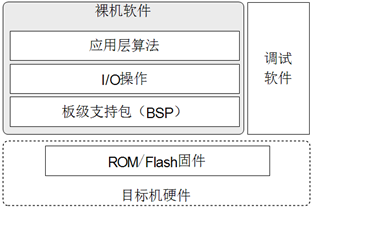 裸机软件
应用层算法
I/O操作
板级支持包（BSP）
调试
软件
ROM/Flash固件
目标机硬件